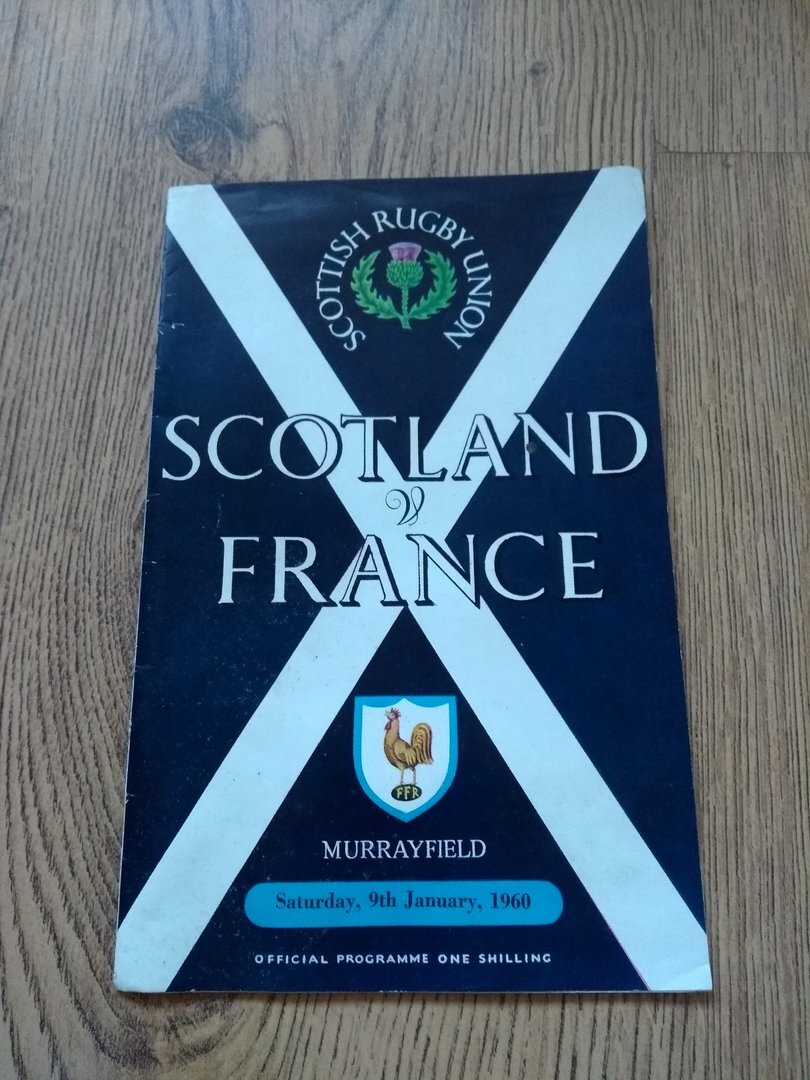 SCOTTISH RUGBY UNION
SCOTLAND
v
FRANCE
FFR
MURRAYFIELD
Saturday, 9th January, 1960
OFFICIAL PROGRAMME ONE SHILLING